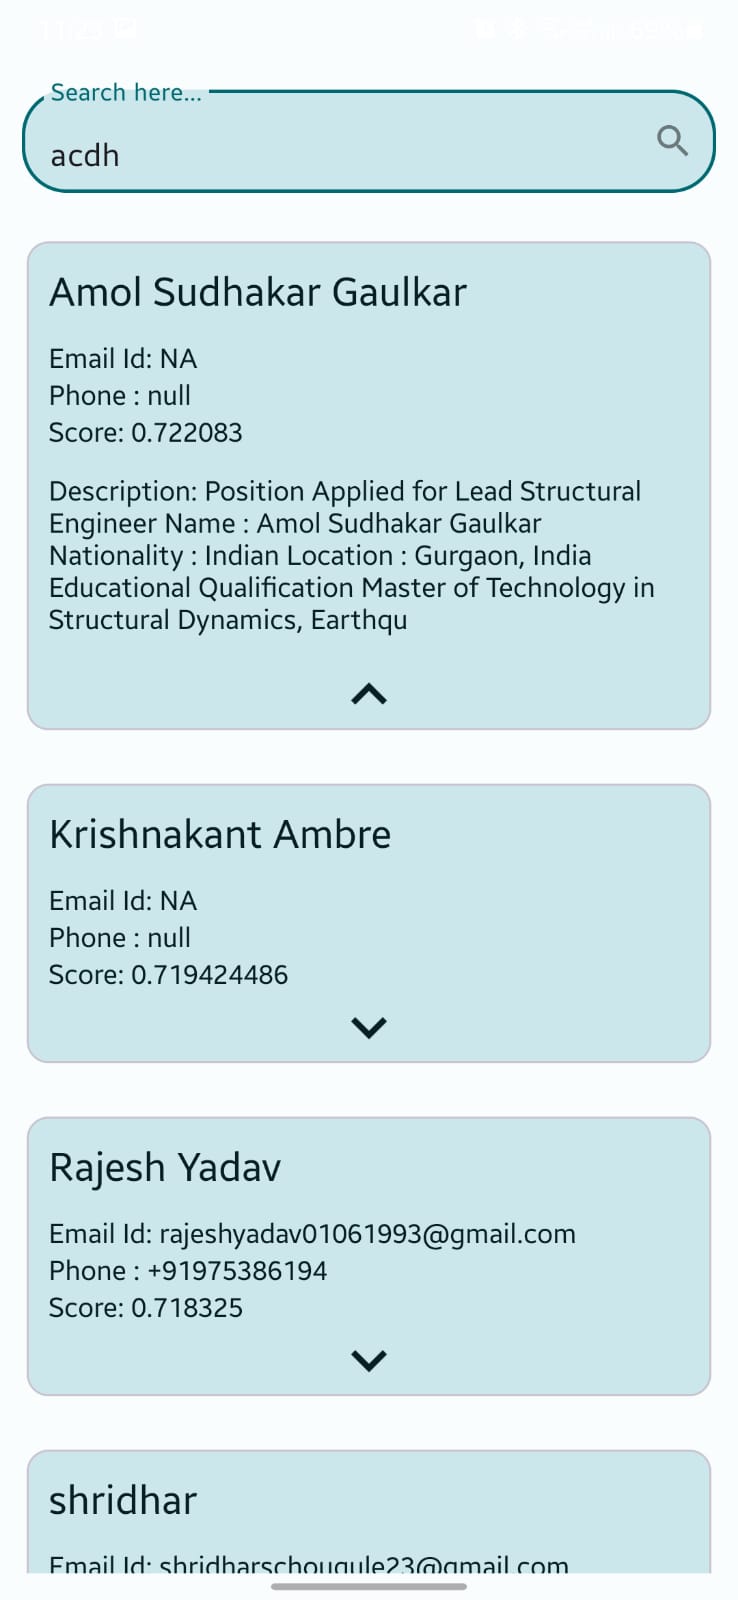 11:23
69%
Search here...
acdh
Amol Sudhakar Gaulkar
Email Id: NA
Phone : null
Score: 0.722083
Description: Position Applied for Lead Structural
Engineer Name : Amol Sudhakar Gaulkar
Nationality : Indian Location : Gurgaon, India
Educational Qualification Master of Technology in
Structural Dynamics, Earthqu
Krishnakant Ambre
Email Id: NA
Phone : null
Score: 0.719424486
Rajesh Yadav
Email Id: rajeshyadav01061993@gmail.com
Phone : +91975386194
Score: 0.718325
shridhar
Email Id: shridharschougule23@gmail.com